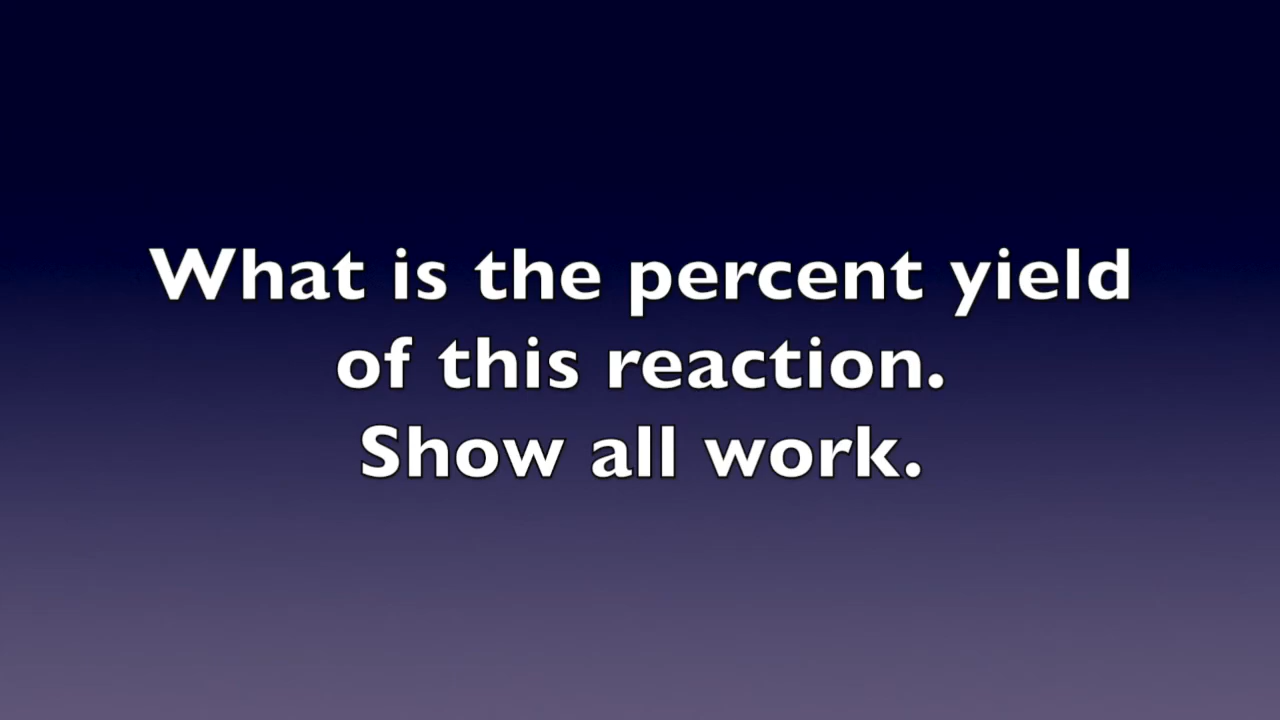 What is the percent yield
of this reaction.
Show all work.